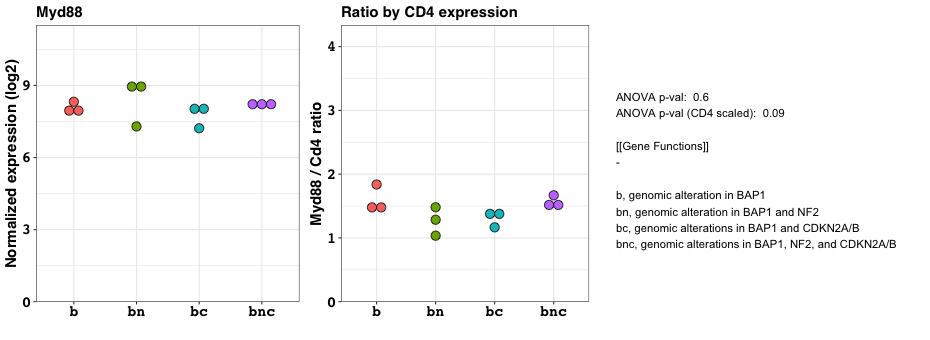 Myd88
Normalized expression (log2)
9
6
3
0
b bn bc bnc
Ratio by CD4 expression
Myd88 / Cd4 ratio
4
3
2
1
0
b bn bc bnc
ANOVA p-val: 0.6
ANOVA p-val (CD4 scaled): 0.09
[[Gene Functions]]
-
b, genomic alteration in BAP1
bn, genomic alteration in BAP1 and NF2
bc, genomic alterations in BAP1 and CDKN2A/B
bnc, genomic alterations in BAP1, NF2, and CDKN2A/B